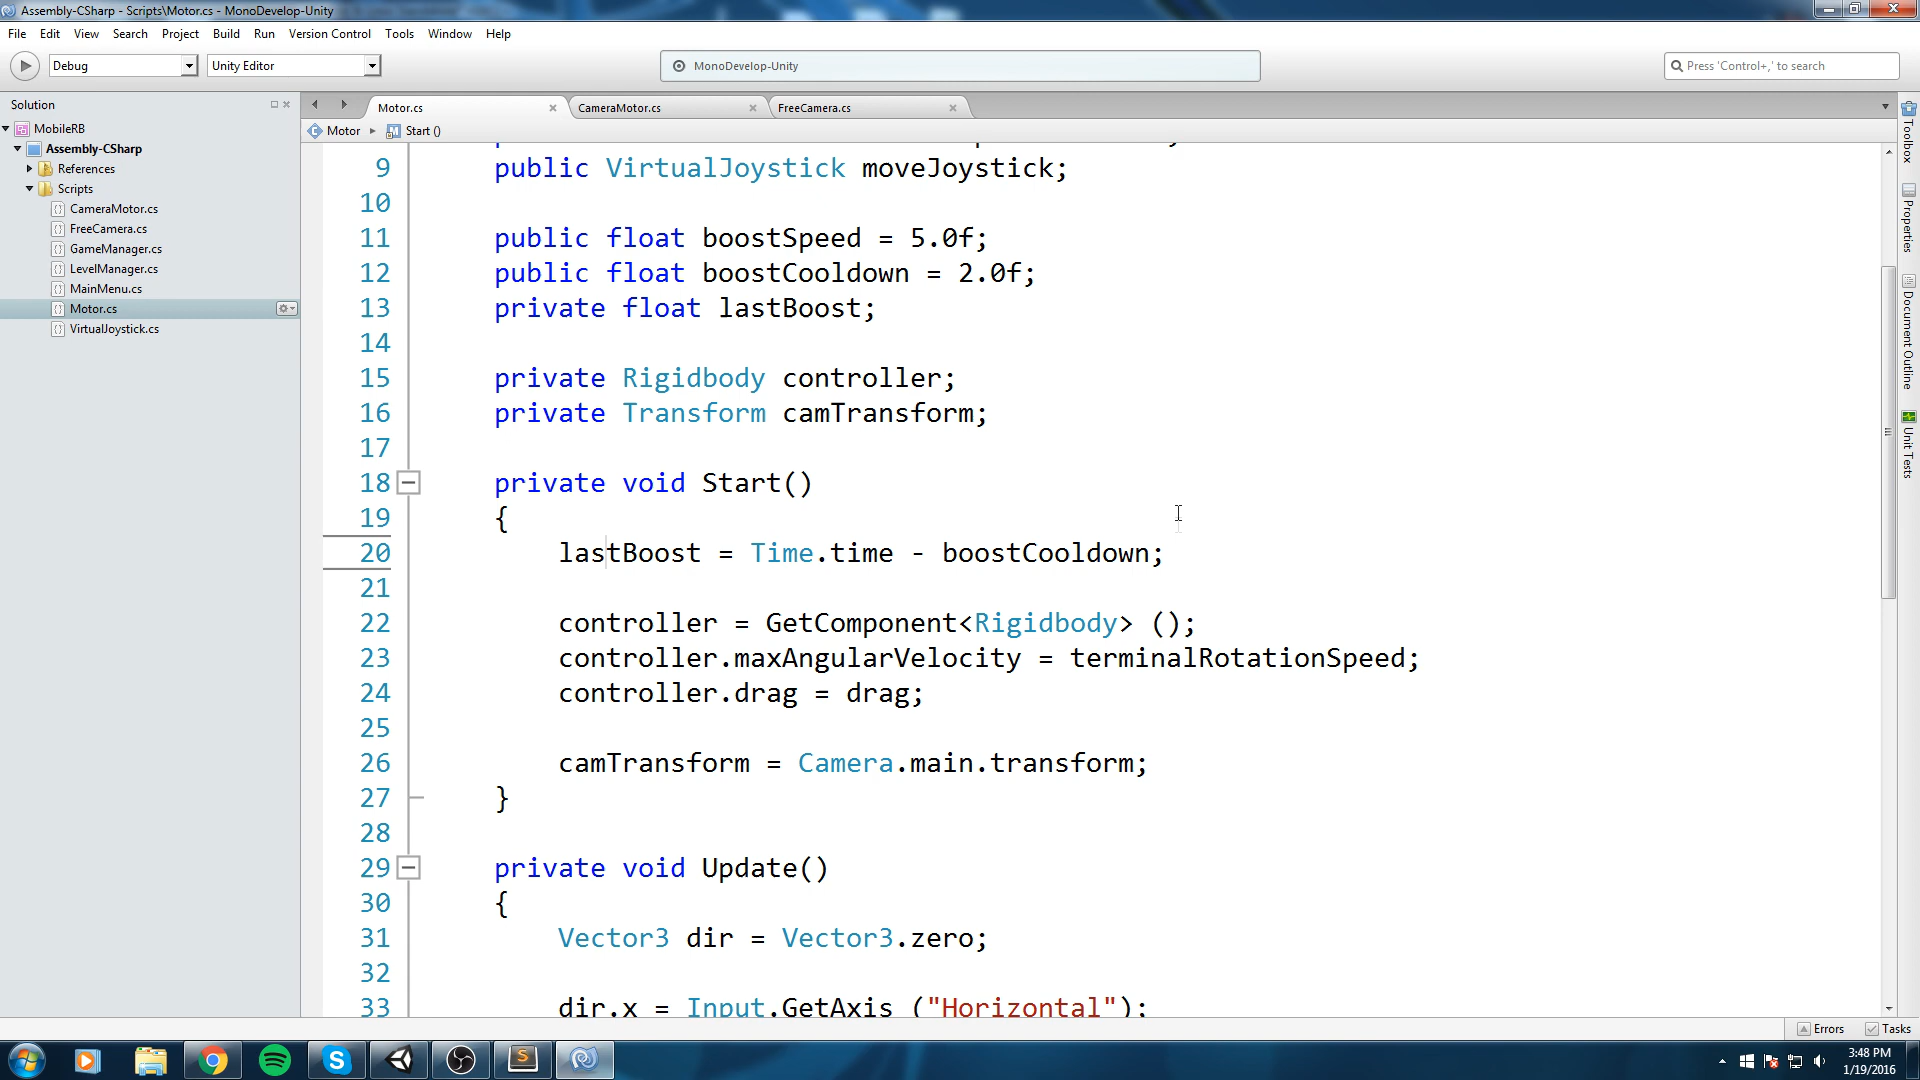 Assembly-CSharp - Scripts\Motor.cs - MonoDevelop-Unity
File Edit View Search Project Build Run Version Control Tools Window Help
Debug Unity Editor MonoDevelop-Unity Press 'Control+,' to search
Solution
MobileRB
Assembly-CSharp
References
Scripts
CameraMotor.cs
FreeCamera.cs
GameManager.cs
LevelManager.cs
MainMenu.cs
Motor.cs
VirtualJoystick.cs
Motor.cs CameraMotor.cs FreeCamera.cs
Motor Start ()
9 public VirtualJoystick moveJoystick;
10
11 public float boostSpeed = 5.0f;
12 public float boostCooldown = 2.0f;
13 private float lastBoost;
14
15 private Rigidbody controller;
16 private Transform camTransform;
17
18 private void Start()
19 {
20 lastBoost = Time.time - boostCooldown;
21
22 controller = GetComponent<Rigidbody> ();
23 controller.maxAngularVelocity = terminalRotationSpeed;
24 controller.drag = drag;
25
26 camTransform = Camera.main.transform;
27 }
28
29 private void Update()
30 {
31 Vector3 dir = Vector3.zero;
32
33 dir.x = Input.GetAxis ("Horizontal");
Toolbox
Properties
Document Outline
Unit Tests
Errors Tasks
3:48 PM
1/19/2016